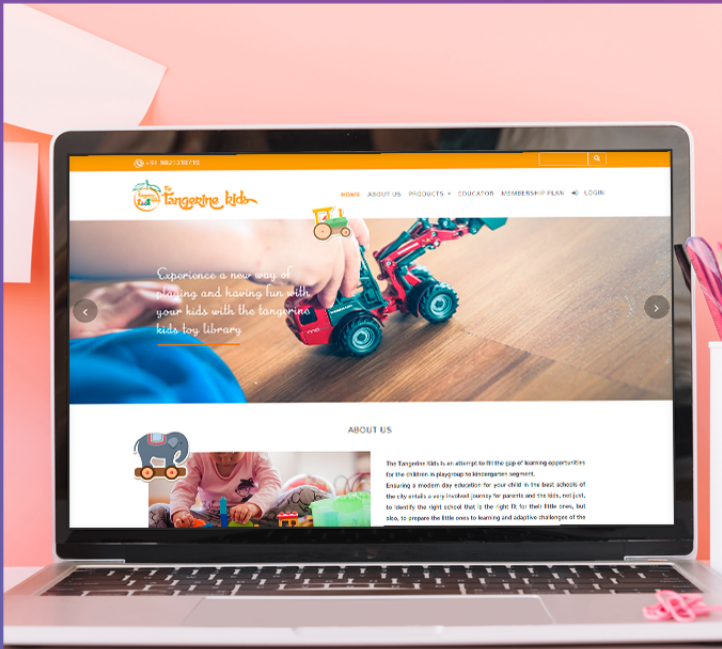 The
Tangerine kids
HOME ABOUT US PRODUCTS EDUCATOR MEMBERSHIP PLAN LOGIN
Experience a new way of
playing and having fun with
your kids with the tangerine
kids toy library
ABOUT US
The Tangerine Kids is an attempt to fill the gap of learning opportunities
for the children in playgroup to kindergarten segment.
Ensuring a modern day education for your child in the best schools of
the city entails a very involved journey for parents and the kids, not just,
to identify the right school that is the right fit for their little ones, but
also, to prepare the little ones to learning and adaptive challenges of the